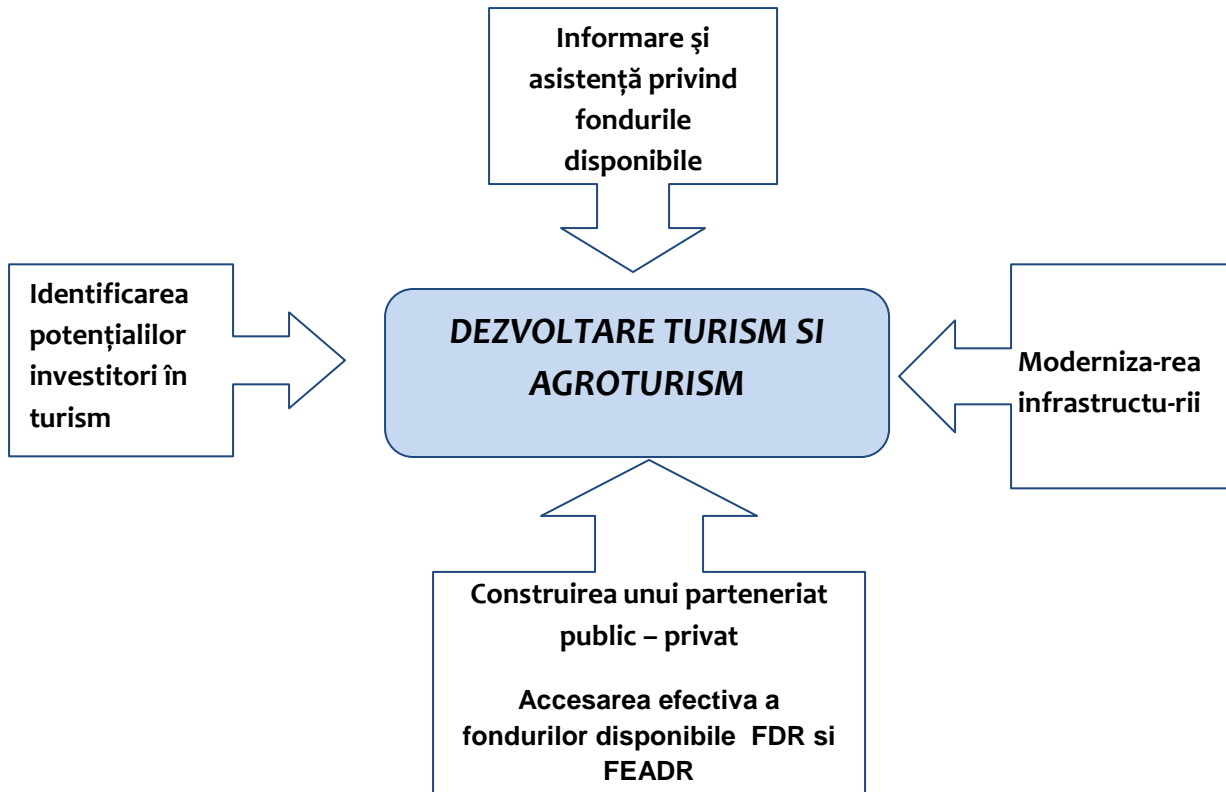 Informare şi
asistență privind
fondurile
disponibile
Identificarea
potențialilor
investitori în
turism
DEZVOLTARE TURISM SI
AGROTURISM
Moderniza-rea
infrastructu-rii
Construirea unui parteneriat
public – privat
Accesarea efectiva a
fondurilor disponibile FDR si
FEADR